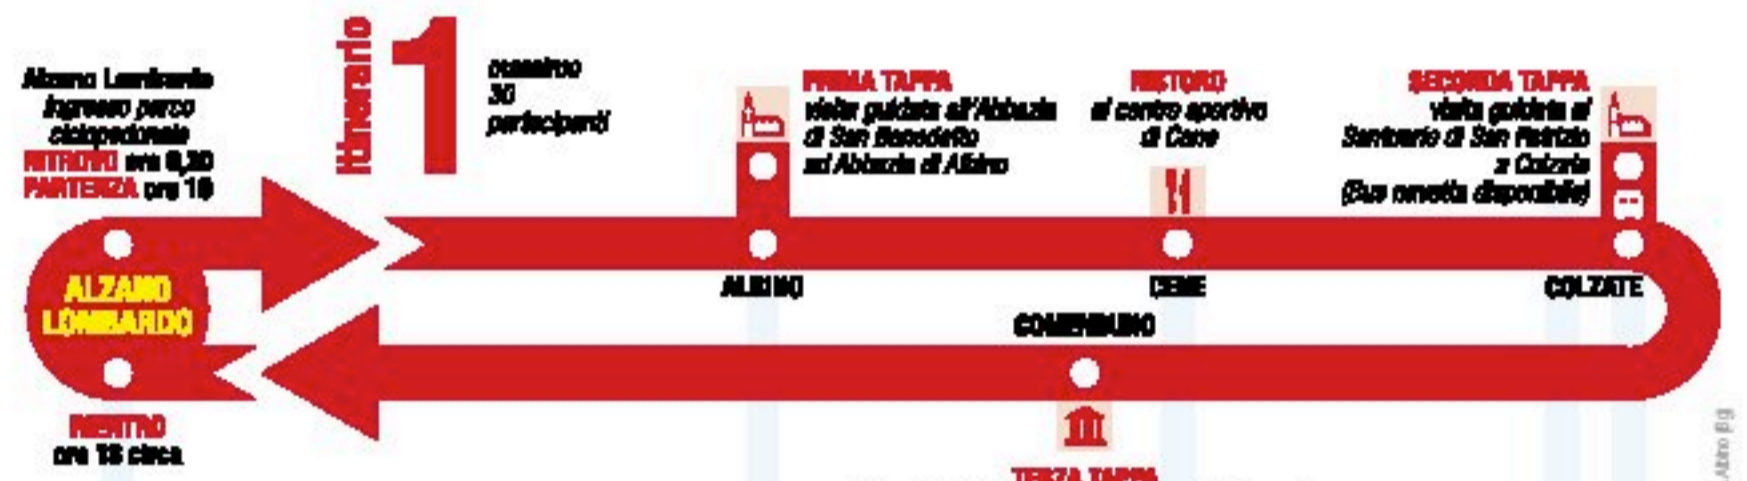 Alzano Lombardo
Ingresso parco
ciclopedonale
RITROVO ore 9,30
PARTENZA ore 10
Itinerario
1
massimo
30
partecipanti
PRIMA TAPPA
visita guidata all'Abbazia
di San Benedetto
ad Abbazia di Albino
RISTORO
al centro sportivo
di Cene
SECONDA TAPPA
visita guidata al
Santuario di San Patrizio
a Colzate
(Bus navetta disponibile)
ALZANO
LOMBARDO
ALBINO
CENE
COLZATE
COMENDUNO
RIENTRO
ore 18 circa
TERZA TAPPA
Albino